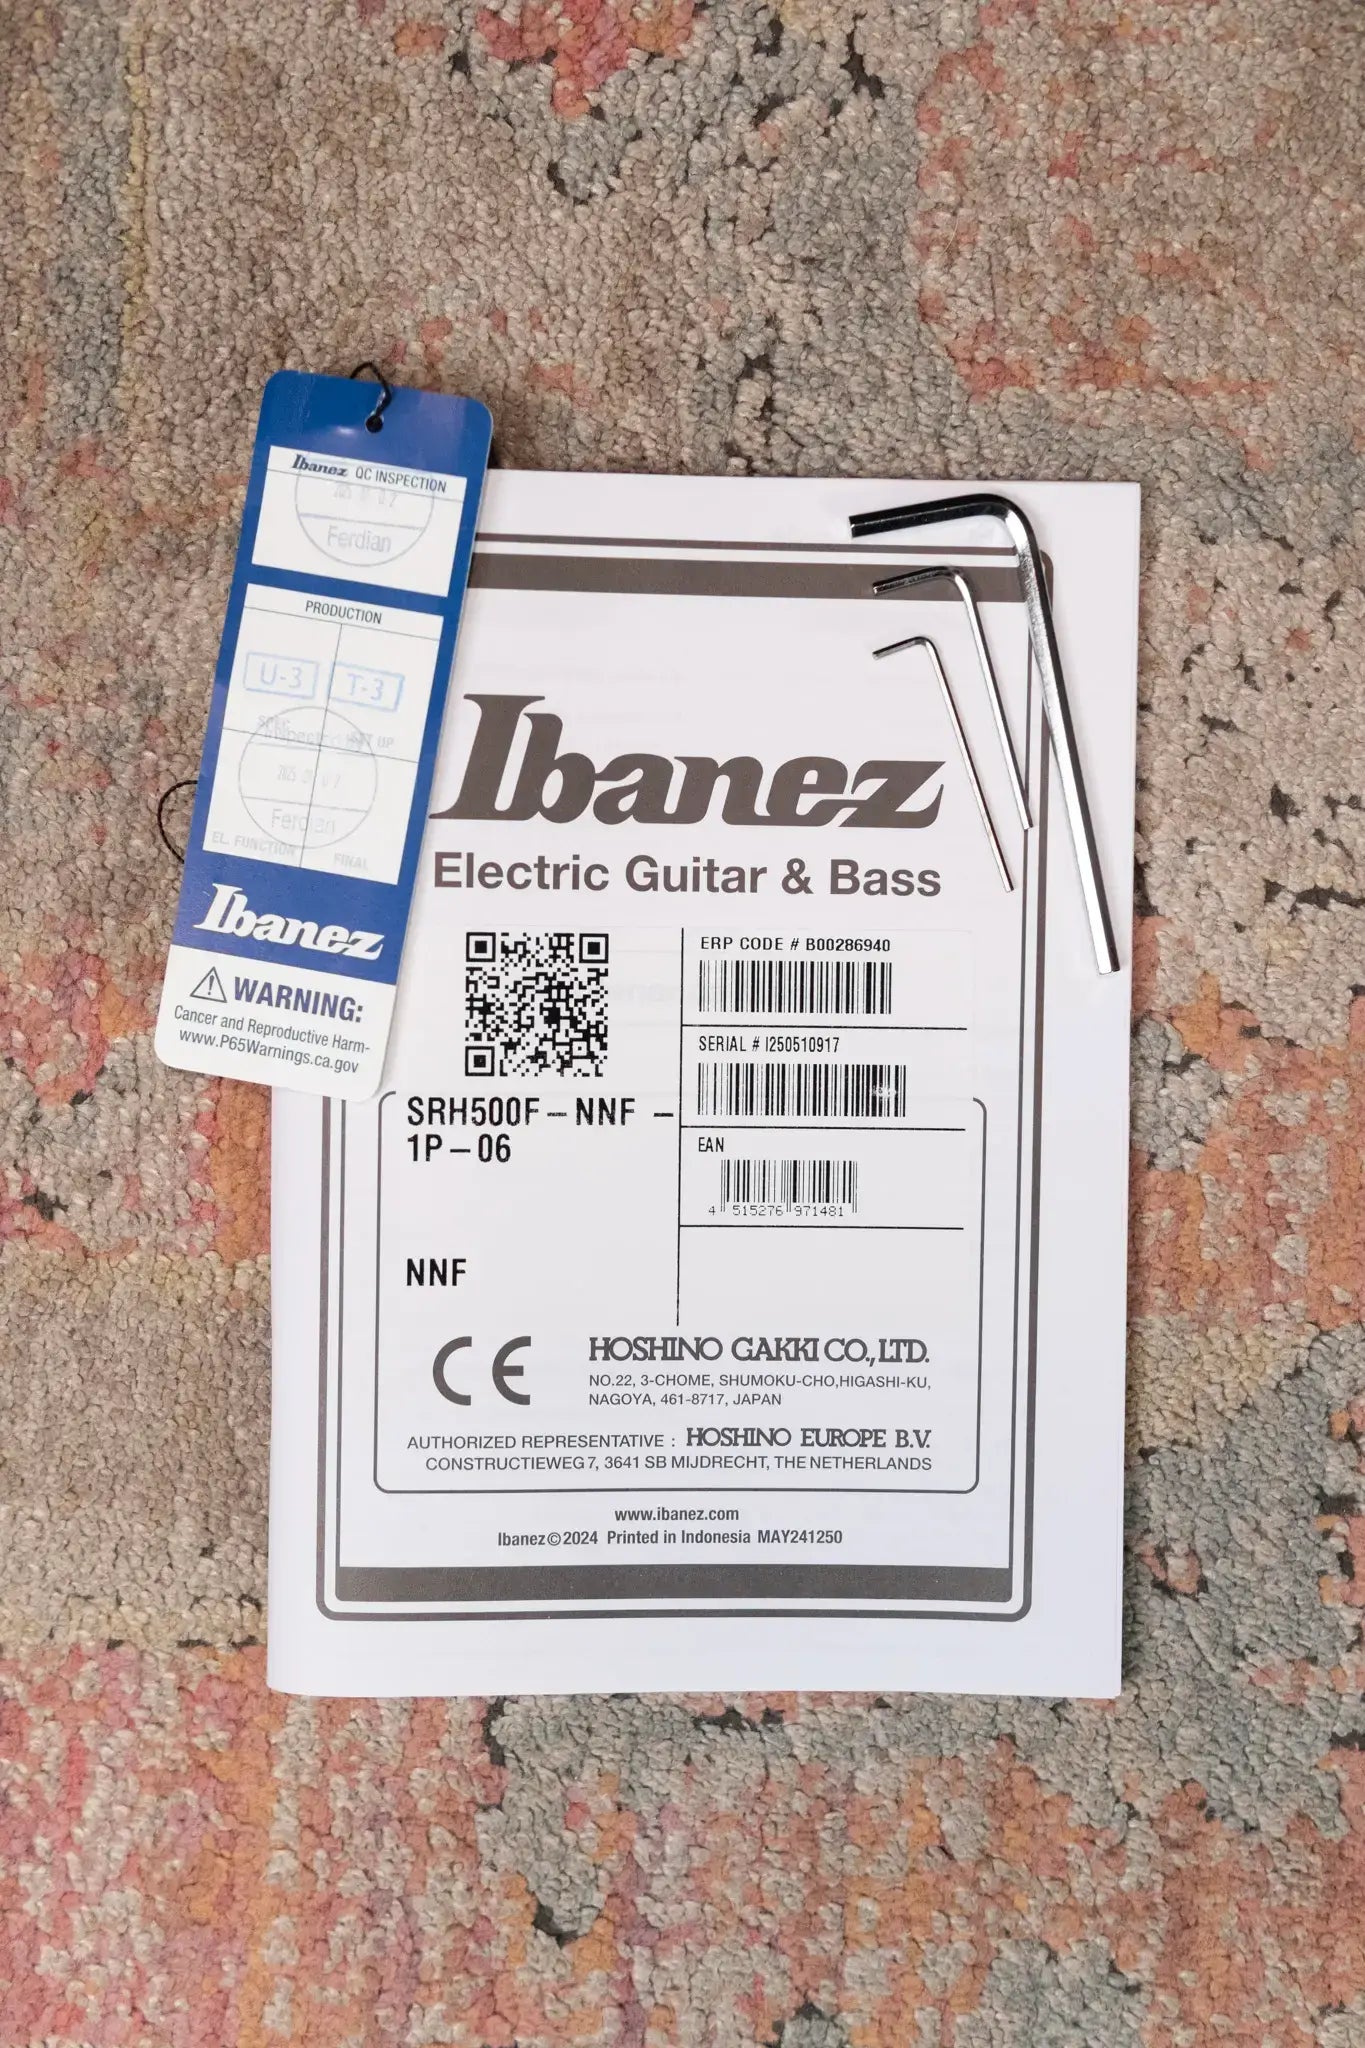 Ibanez QC INSPECTION
Ferdian
PRODUCTION
U-3 T-3
SPEC. SET UP
Inspected
Ferdian
EL. FUNCTION FINAL
Ibanez
WARNING:
Cancer and Reproductive Harm-
www.P65Warnings.ca.gov
Ibanez
Electric Guitar & Bass
ERP CODE # B00286940
SERIAL # I250510917
EAN
4 515276 971481
SRH500F-NNF -
1P-06
NNF
CE
HOSHINO GAKKI CO., LTD.
NO.22, 3-CHOME, SHUMOKU-CHO,HIGASHI-KU,
NAGOYA, 461-8717, JAPAN
AUTHORIZED REPRESENTATIVE : HOSHINO EUROPE B.V.
CONSTRUCTIEWEG 7, 3641 SB MIJDRECHT, THE NETHERLANDS
www.ibanez.com
Ibanez©2024 Printed in Indonesia MAY241250